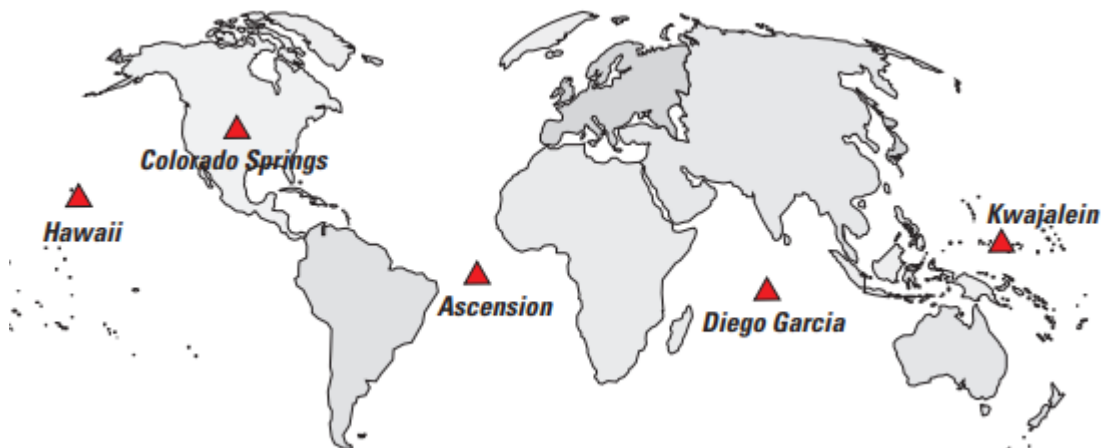 Colorado Springs
Hawaii
Kwajalein
Ascension
Diego Garcia